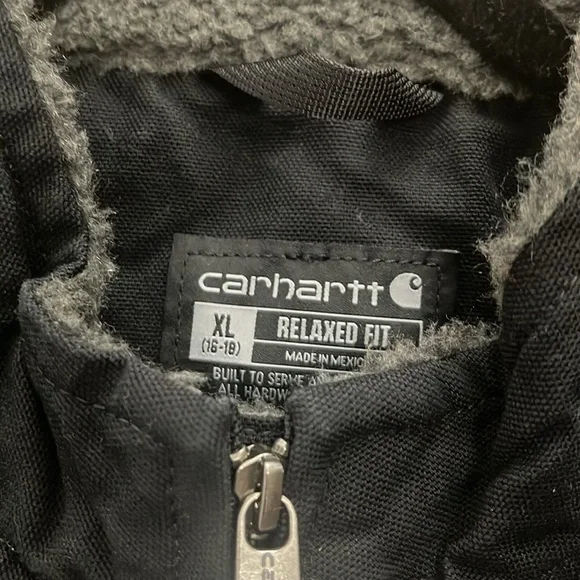 carhartt
XL
(16-18)
RELAXED FIT
MADE IN MEXICO
BUILT TO SERVE
ALL HARDW